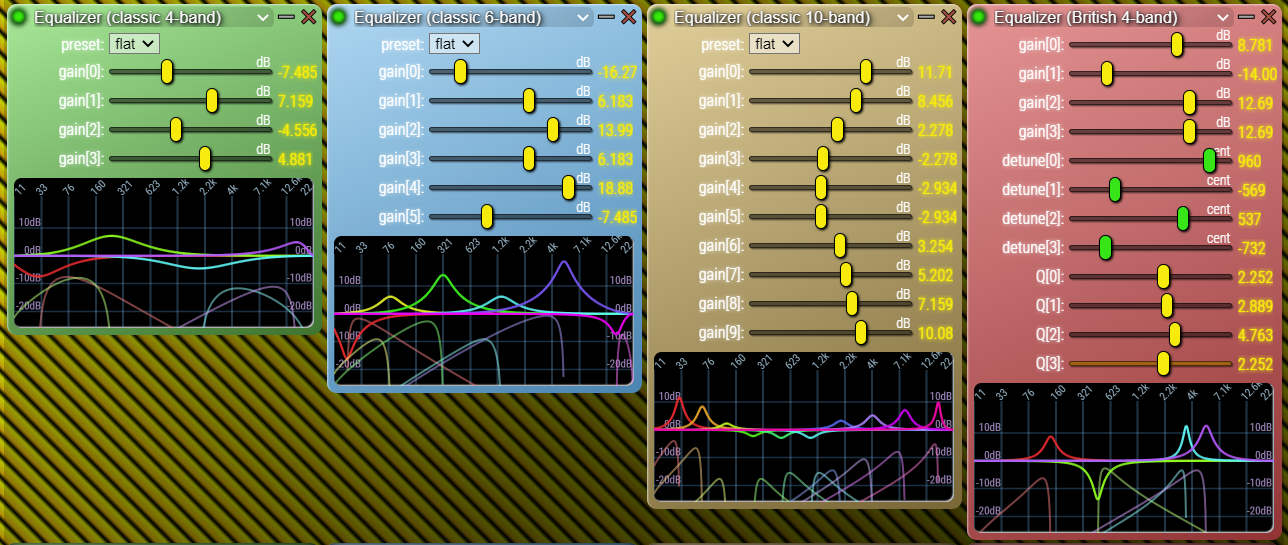 Equalizer (classic 4-band)
preset: flat
dB
gain[0]: -7.485
dB
gain[1]: 7.159
dB
gain[2]: -4.556
dB
gain[3]: 4.881
11 33 76 160 311 623 1.2k 2.2k 4k 7.1k 12.6k
10dB 10dB
0dB 0dB
-10dB -10dB
-20dB -20dB
Equalizer (classic 6-band)
preset: flat
dB
gain[0]: -16.27
dB
gain[1]: 6.183
dB
gain[2]: 13.99
dB
gain[3]: 6.183
dB
gain[4]: 18.88
dB
gain[5]: -7.485
11 33 76 160 321 623 1.2k 2.2k 4k 7.1k 12.6k 22.
10dB 10dB
0dB 0dB
-10dB -10dB
-20dB -20dB
Equalizer (classic 10-band)
preset: flat
dB
gain[0]: 11.71
dB
gain[1]: 8.456
dB
gain[2]: 2.278
dB
gain[3]: -2.278
dB
gain[4]: -2.934
dB
gain[5]: -2.934
dB
gain[6]: 3.254
dB
gain[7]: 5.202
dB
gain[8]: 7.159
dB
gain[9]: 10.08
11 33 76 160 321 623 1.2k 2.2k 4k 7.1k 12.6k 22.
10dB 10dB
0dB 0dB
-10dB -10dB
-20dB -20dB
Equalizer (British 4-band)
dB
gain[0]: 8.781
dB
gain[1]: -14.00
dB
gain[2]: 12.69
dB
gain[3]: 12.69
cent
detune[0]: 960
cent
detune[1]: -569
cent
detune[2]: 537
cent
detune[3]: -732
Q[0]: 2.252
Q[1]: 2.889
Q[2]: 4.763
Q[3]: 2.252
11 33 76 160 321 623 1.2k 2.2k 4k 7.1k 12.6k 22.
10dB 10dB
0dB 0dB
-10dB -10dB
-20dB -20dB